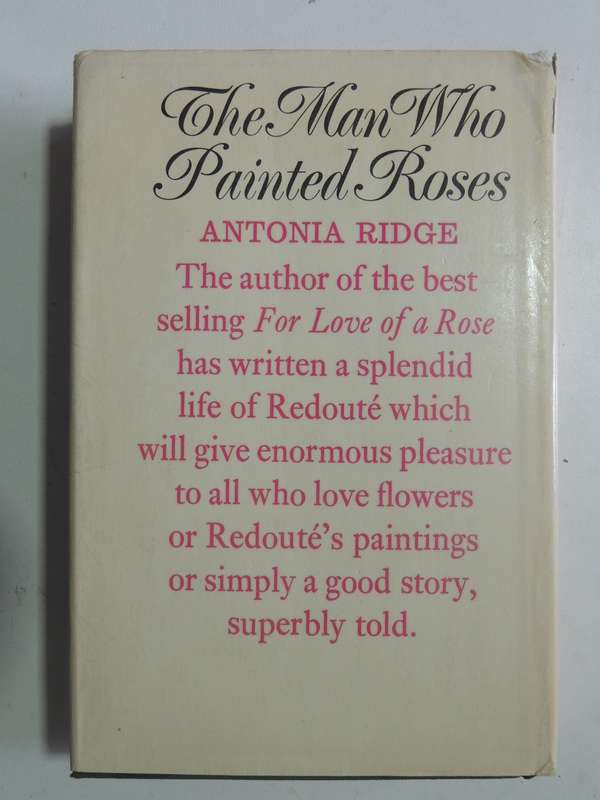 The Man Who
Painted Roses
ANTONIA RIDGE
The author of the best
selling For Love of a Rose
has written a splendid
life of Redouté which
will give enormous pleasure
to all who love flowers
or Redouté’s paintings
or simply a good story,
superbly told.